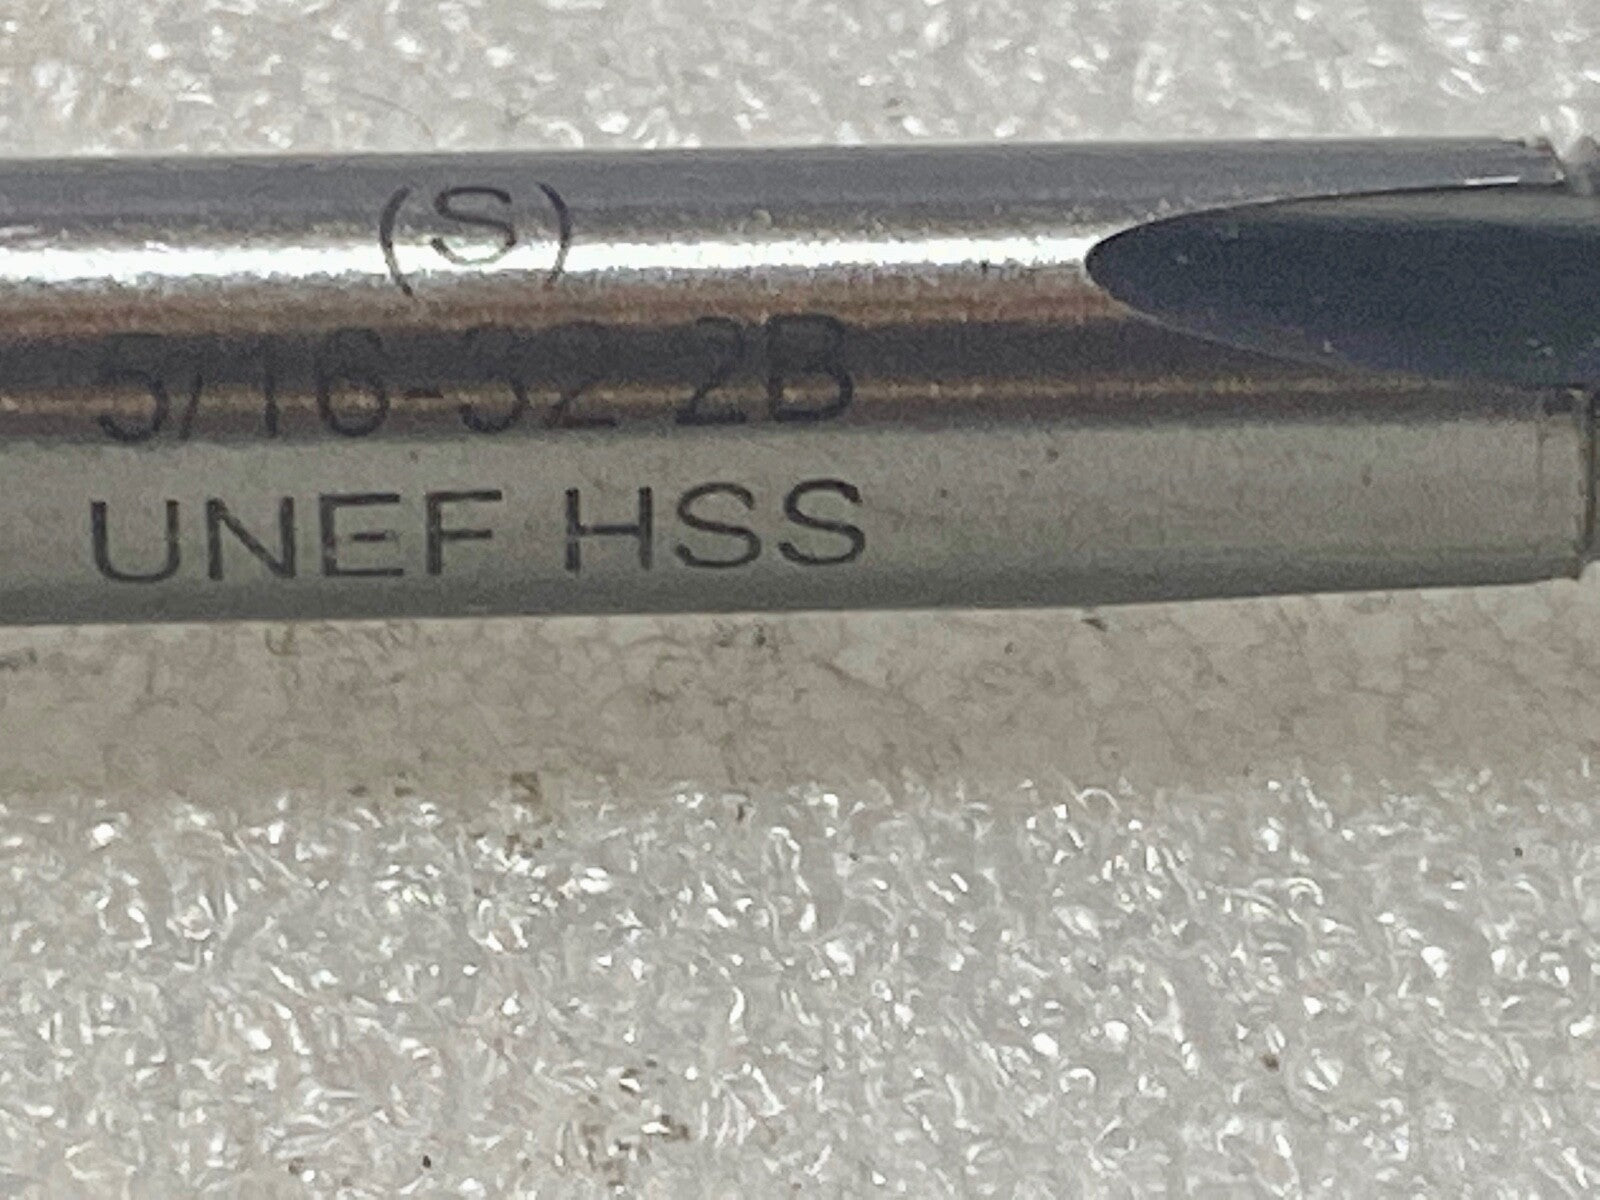 (S)
5/16-32 2B
UNEF HSS